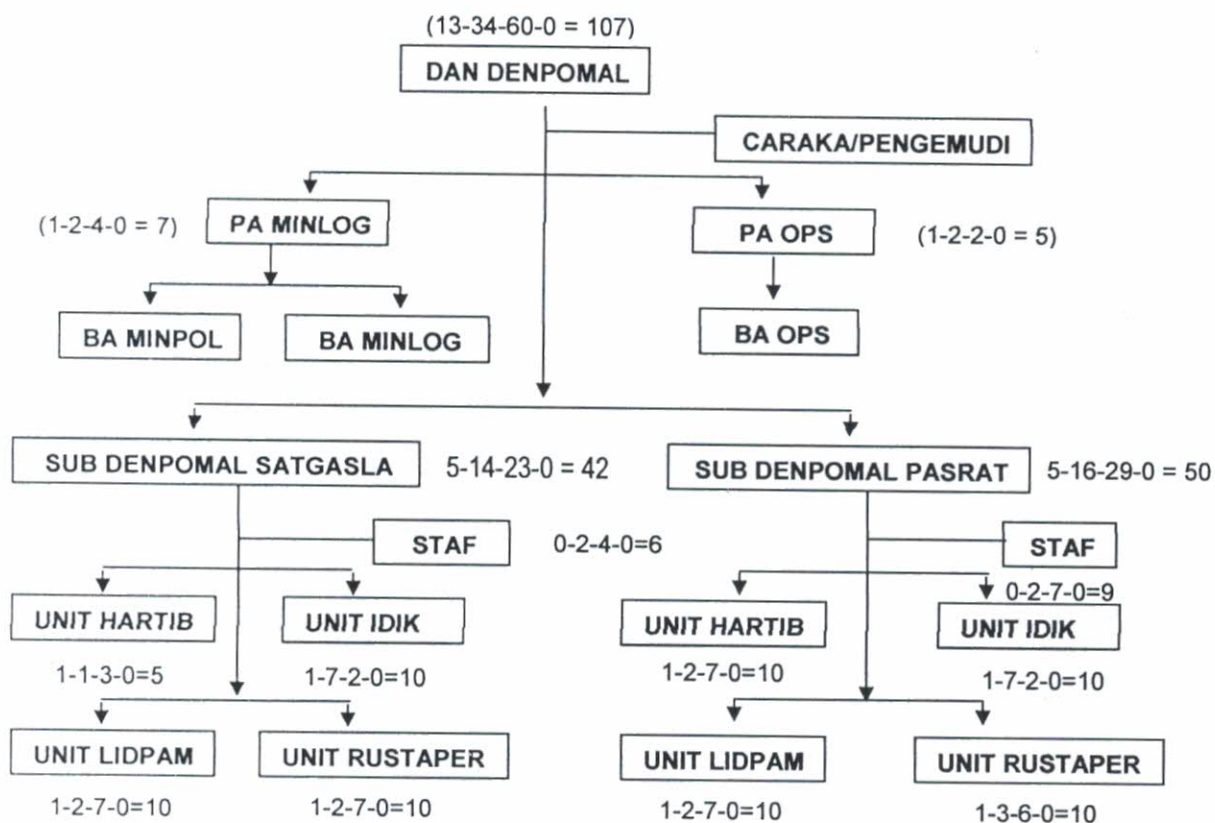 (13-34-60-0 = 107)
DAN DENPOMAL
CARAKA/PENGEMUDI
(1-2-4-0 = 7)
PA MINLOG
PA OPS
(1-2-2-0 = 5)
BA MINPOL
BA MINLOG
BA OPS
SUB DENPOMAL SATGASLA
5-14-23-0 = 42
SUB DENPOMAL PASRAT
5-16-29-0 = 50
STAF
0-2-4-0=6
STAF
0-2-7-0=9
UNIT HARTIB
UNIT IDIK
UNIT HARTIB
UNIT IDIK
1-1-3-0=5
1-7-2-0=10
1-2-7-0=10
1-7-2-0=10
UNIT LIDPAM
UNIT RUSTAPER
UNIT LIDPAM
UNIT RUSTAPER
1-2-7-0=10
1-2-7-0=10
1-2-7-0=10
1-3-6-0=10